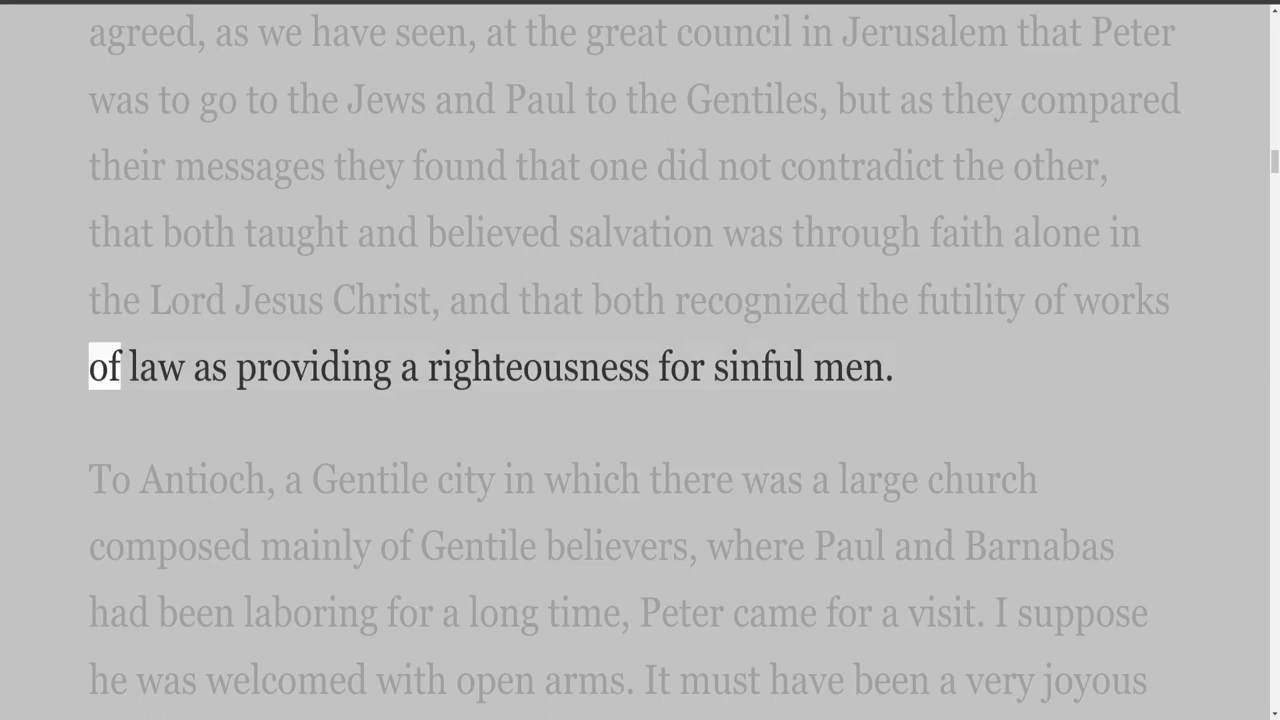 agreed, as we have seen, at the great council in Jerusalem that Peter
was to go to the Jews and Paul to the Gentiles, but as they compared
their messages they found that one did not contradict the other,
that both taught and believed salvation was through faith alone in
the Lord Jesus Christ, and that both recognized the futility of works
of law as providing a righteousness for sinful men.
To Antioch, a Gentile city in which there was a large church
composed mainly of Gentile believers, where Paul and Barnabas
had been laboring for a long time, Peter came for a visit. I suppose
he was welcomed with open arms. It must have been a very joyous